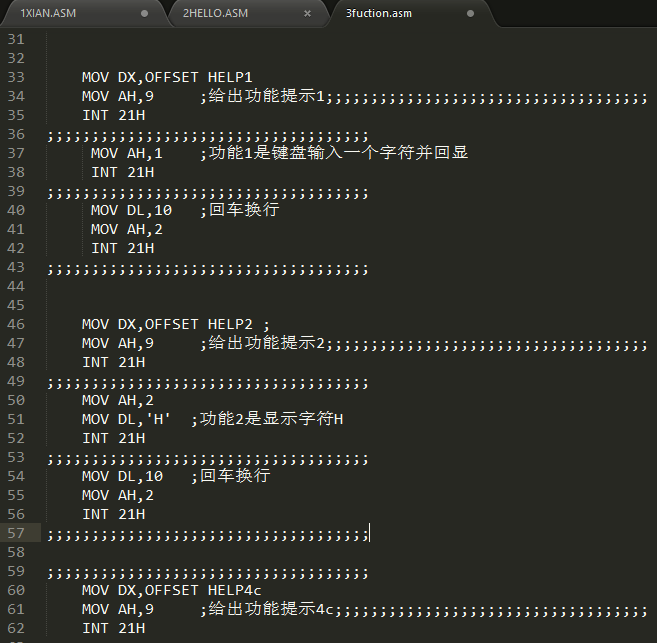 1XIAN.ASM 2HELLO.ASM 3fuction.asm
31
32
33 MOV DX,OFFSET HELP1
34 MOV AH,9 ;给出功能提示1;;;;;;;;;;;;;;;;;;;;;;;;;;;;;;;;;;;;
35 INT 21H
36 ;;;;;;;;;;;;;;;;;;;;;;;;;;;;;;;;;;;;
37 MOV AH,1 ;功能1是键盘输入一个字符并回显
38 INT 21H
39 ;;;;;;;;;;;;;;;;;;;;;;;;;;;;;;;;;;;;
40 MOV DL,10 ;回车换行
41 MOV AH,2
42 INT 21H
43 ;;;;;;;;;;;;;;;;;;;;;;;;;;;;;;;;;;;;
44
45
46 MOV DX,OFFSET HELP2 ;
47 MOV AH,9 ;给出功能提示2;;;;;;;;;;;;;;;;;;;;;;;;;;;;;;;;;;;;
48 INT 21H
49 ;;;;;;;;;;;;;;;;;;;;;;;;;;;;;;;;;;;;
50 MOV AH,2
51 MOV DL,'H' ;功能2是显示字符H
52 INT 21H
53 ;;;;;;;;;;;;;;;;;;;;;;;;;;;;;;;;;;;;
54 MOV DL,10 ;回车换行
55 MOV AH,2
56 INT 21H
57 ;;;;;;;;;;;;;;;;;;;;;;;;;;;;;;;;;;;;
58
59 ;;;;;;;;;;;;;;;;;;;;;;;;;;;;;;;;;;;;
60 MOV DX,OFFSET HELP4c
61 MOV AH,9 ;给出功能提示4c;;;;;;;;;;;;;;;;;;;;;;;;;;;;;;;;;;;
62 INT 21H